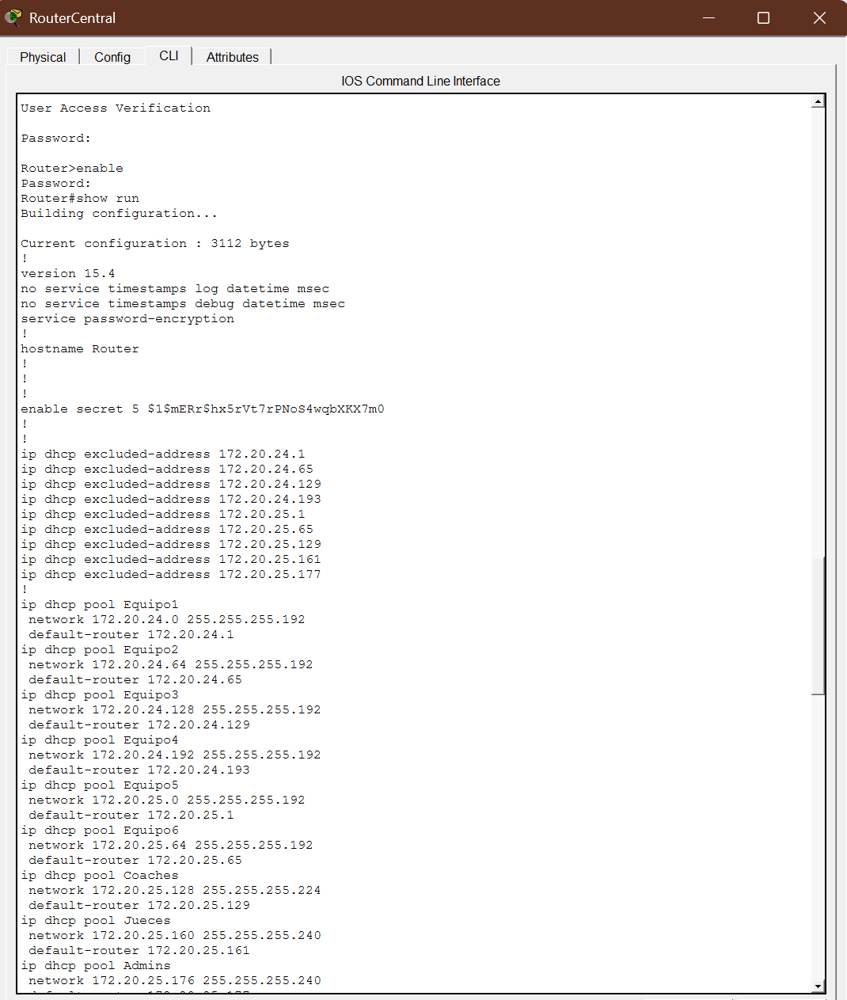 RouterCentral
Physical Config CLI Attributes
IOS Command Line Interface
User Access Verification
Password:
Router>enable
Password:
Router#show run
Building configuration...
Current configuration : 3112 bytes
!
version 15.4
no service timestamps log datetime msec
no service timestamps debug datetime msec
service password-encryption
!
hostname Router
!
!
!
enable secret 5 $1$mERr$hx5rVt7rPNoS4wqbXKX7m0
!
!
ip dhcp excluded-address 172.20.24.1
ip dhcp excluded-address 172.20.24.65
ip dhcp excluded-address 172.20.24.129
ip dhcp excluded-address 172.20.24.193
ip dhcp excluded-address 172.20.25.1
ip dhcp excluded-address 172.20.25.65
ip dhcp excluded-address 172.20.25.129
ip dhcp excluded-address 172.20.25.161
ip dhcp excluded-address 172.20.25.177
!
ip dhcp pool Equipo1
 network 172.20.24.0 255.255.255.192
 default-router 172.20.24.1
ip dhcp pool Equipo2
 network 172.20.24.64 255.255.255.192
 default-router 172.20.24.65
ip dhcp pool Equipo3
 network 172.20.24.128 255.255.255.192
 default-router 172.20.24.129
ip dhcp pool Equipo4
 network 172.20.24.192 255.255.255.192
 default-router 172.20.24.193
ip dhcp pool Equipo5
 network 172.20.25.0 255.255.255.192
 default-router 172.20.25.1
ip dhcp pool Equipo6
 network 172.20.25.64 255.255.255.192
 default-router 172.20.25.65
ip dhcp pool Coaches
 network 172.20.25.128 255.255.255.224
 default-router 172.20.25.129
ip dhcp pool Jueces
 network 172.20.25.160 255.255.255.240
 default-router 172.20.25.161
ip dhcp pool Admins
 network 172.20.25.176 255.255.255.240